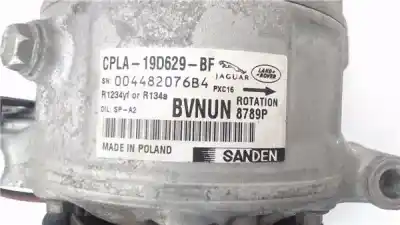 CPLA-19D629-BF
SN: 00448207684
JAGUAR
LAND ROVER
PXC16
R1234yf or R134a
OIL: SP-A2
BVNUN
ROTATION
8789P
MADE IN POLAND
SANDEN